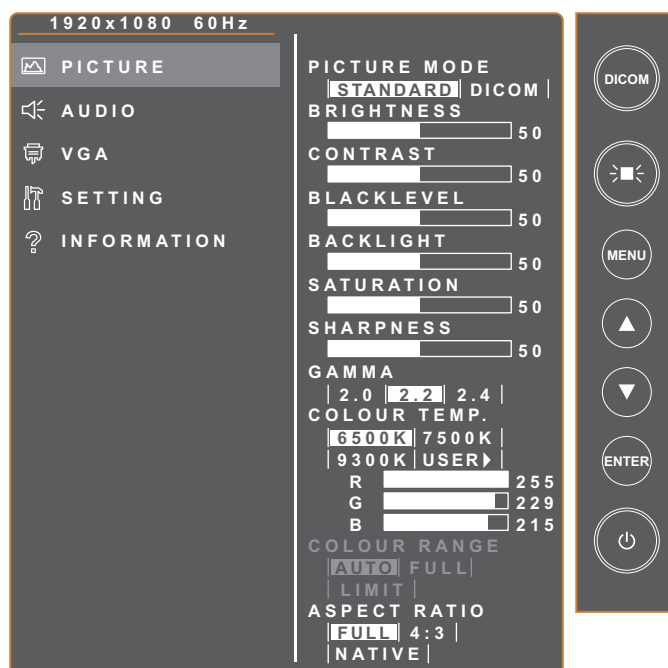 1920x1080 60Hz
PICTURE
AUDIO
VGA
SETTING
INFORMATION
PICTURE MODE
STANDARD DICOM
BRIGHTNESS
50
CONTRAST
50
BLACKLEVEL
50
BACKLIGHT
50
SATURATION
50
SHARPNESS
50
GAMMA
2.0 2.2 2.4
COLOUR TEMP.
6500K 7500K
9300K USER
R 255
G 229
B 215
COLOUR RANGE
AUTO FULL
LIMIT
ASPECT RATIO
FULL 4:3
NATIVE
DICOM
MENU
ENTER